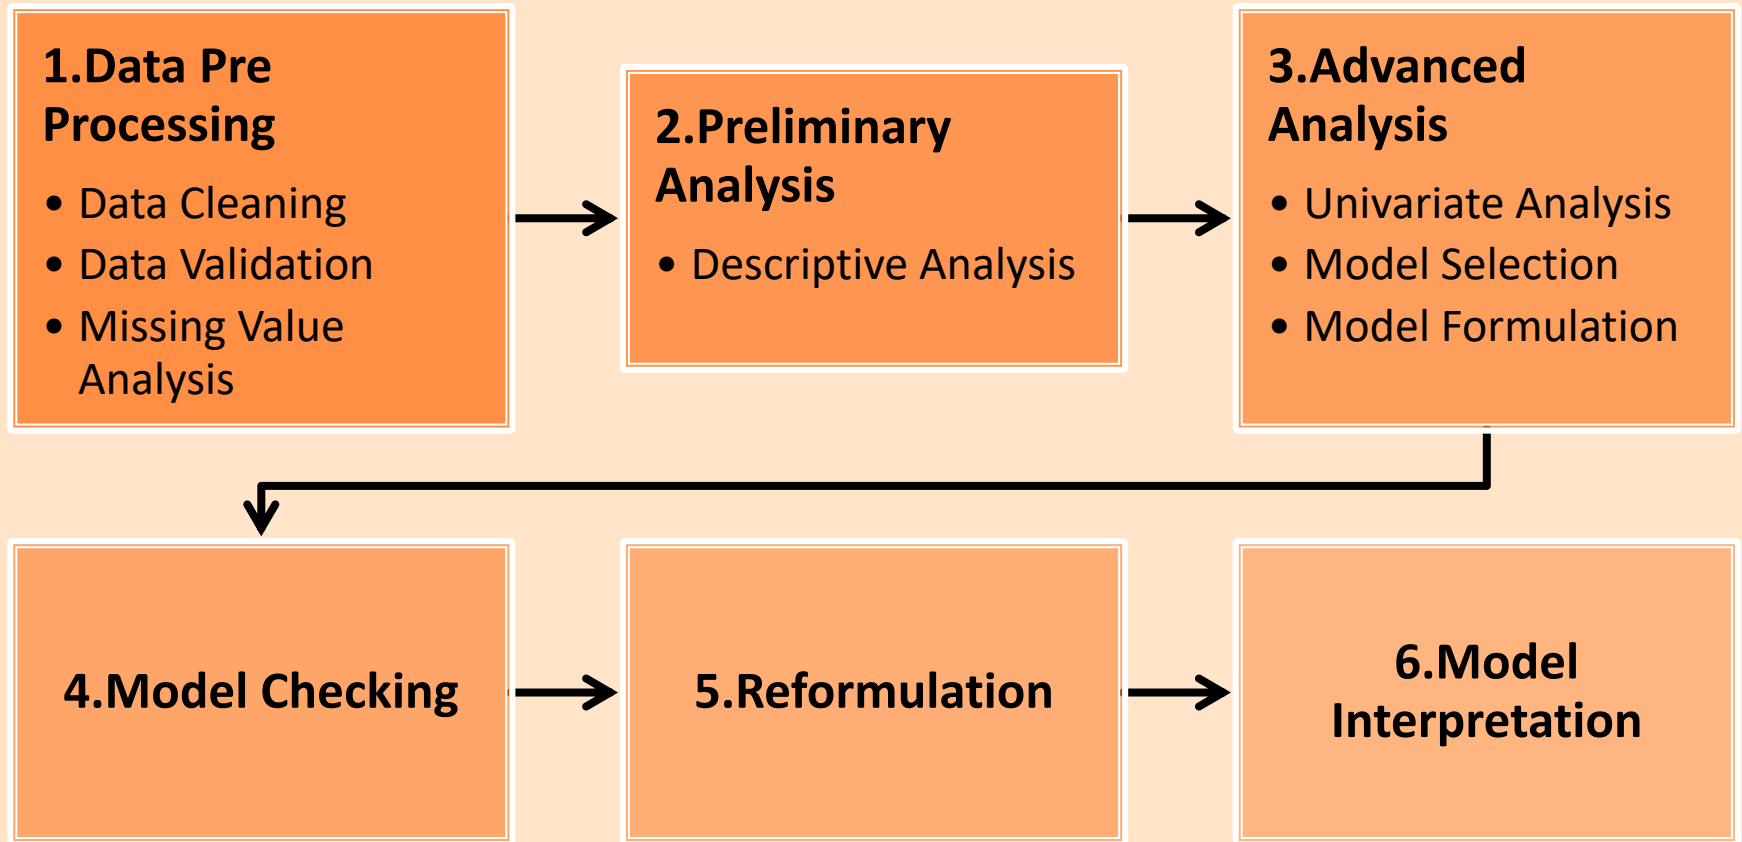 1.Data Pre
Processing
• Data Cleaning
• Data Validation
• Missing Value
Analysis
2.Preliminary
Analysis
• Descriptive Analysis
3.Advanced
Analysis
• Univariate Analysis
• Model Selection
• Model Formulation
4.Model Checking
5.Reformulation
6.Model
Interpretation